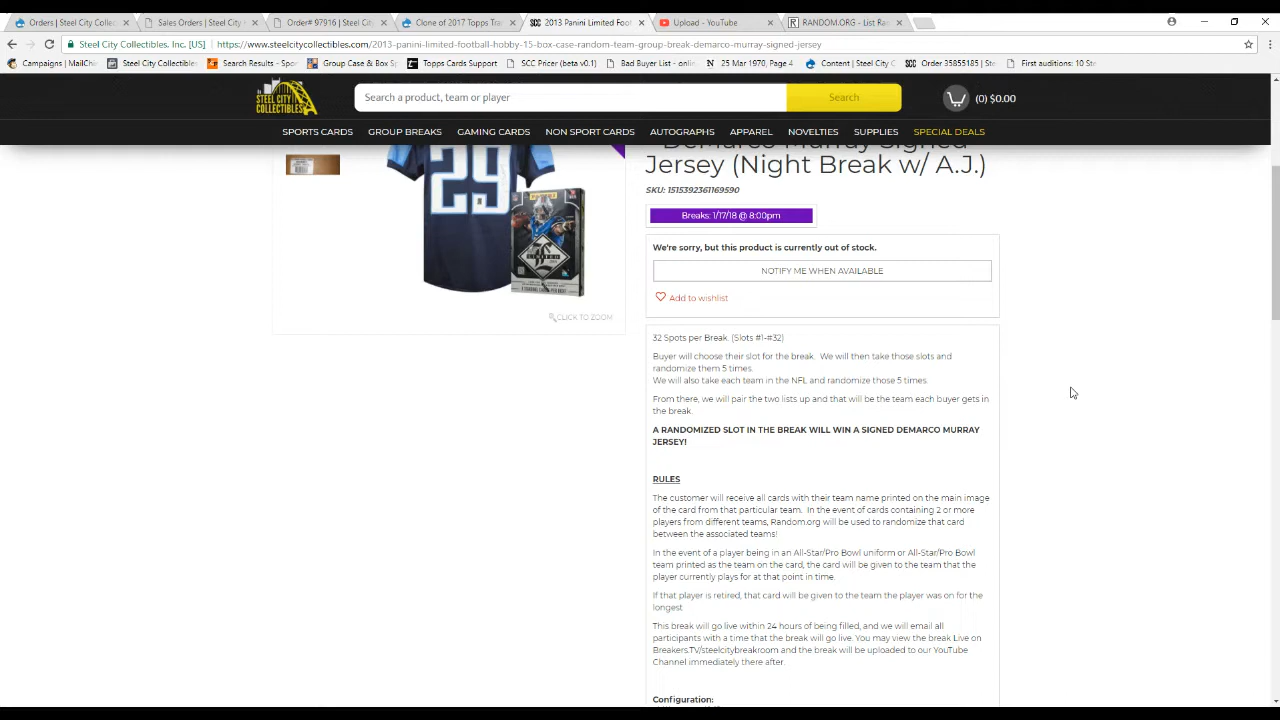 Orders | Steel City Collec
Sales Orders | Steel City
Order# 97916 | Steel Cit
Clone of 2017 Topps Tra
2013 Panini Limited Foot
Upload - YouTube
RANDOM.ORG - List Ra
Steel City Collectibles, Inc. [US]
https://www.steelcitycollectibles.com/2013-panini-limited-football-hobby-15-box-case-random-team-group-break-demarco-murray-signed-jersey
Campaigns | MailChi
Steel City Collectible
Search Results - Spo
Group Case & Box S
Topps Cards Support
SCC Pricer (beta v0.1)
Bad Buyer List - onlin
25 Mar 1970, Page 4
Content | Steel City C
Order 35855185 | Ste
First auditions: 10 Ste
STEEL CITY
COLLECTIBLES
Search a product, team or player
Search
(0) $0.00
SPORTS CARDS
GROUP BREAKS
GAMING CARDS
NON SPORT CARDS
AUTOGRAPHS
APPAREL
NOVELTIES
SUPPLIES
SPECIAL DEALS
- DeMarco Murray Signed
Jersey (Night Break w/ A.J.)
SKU: 1515392361169590
Breaks: 1/17/18 @ 8:00pm
29
LIMITED
CLICK TO ZOOM
We're sorry, but this product is currently out of stock.
NOTIFY ME WHEN AVAILABLE
Add to wishlist
32 Spots per Break. (Slots #1-#32)
Buyer will choose their slot for the break. We will then take those slots and
randomize them 5 times.
We will also take each team in the NFL and randomize those 5 times.
From there, we will pair the two lists up and that will be the team each buyer gets in
the break.
A RANDOMIZED SLOT IN THE BREAK WILL WIN A SIGNED DEMARCO MURRAY
JERSEY!
RULES
The customer will receive all cards with their team name printed on the main image
of the card from that particular team. In the event of cards containing 2 or more
players from different teams, Random.org will be used to randomize that card
between the associated teams!
In the event of a player being in an All-Star/Pro Bowl uniform or All-Star/Pro Bowl
team printed as the team on the card, the card will be given to the team that the
player currently plays for at that point in time.
If that player is retired, that card will be given to the team the player was on for the
longest.
This break will go live within 24 hours of being filled, and we will email all
participants with a time that the break will go live. You may view the break Live on
Breakers.TV/steelcitybreakroom and the break will be uploaded to our YouTube
Channel immediately there after.
Configuration: